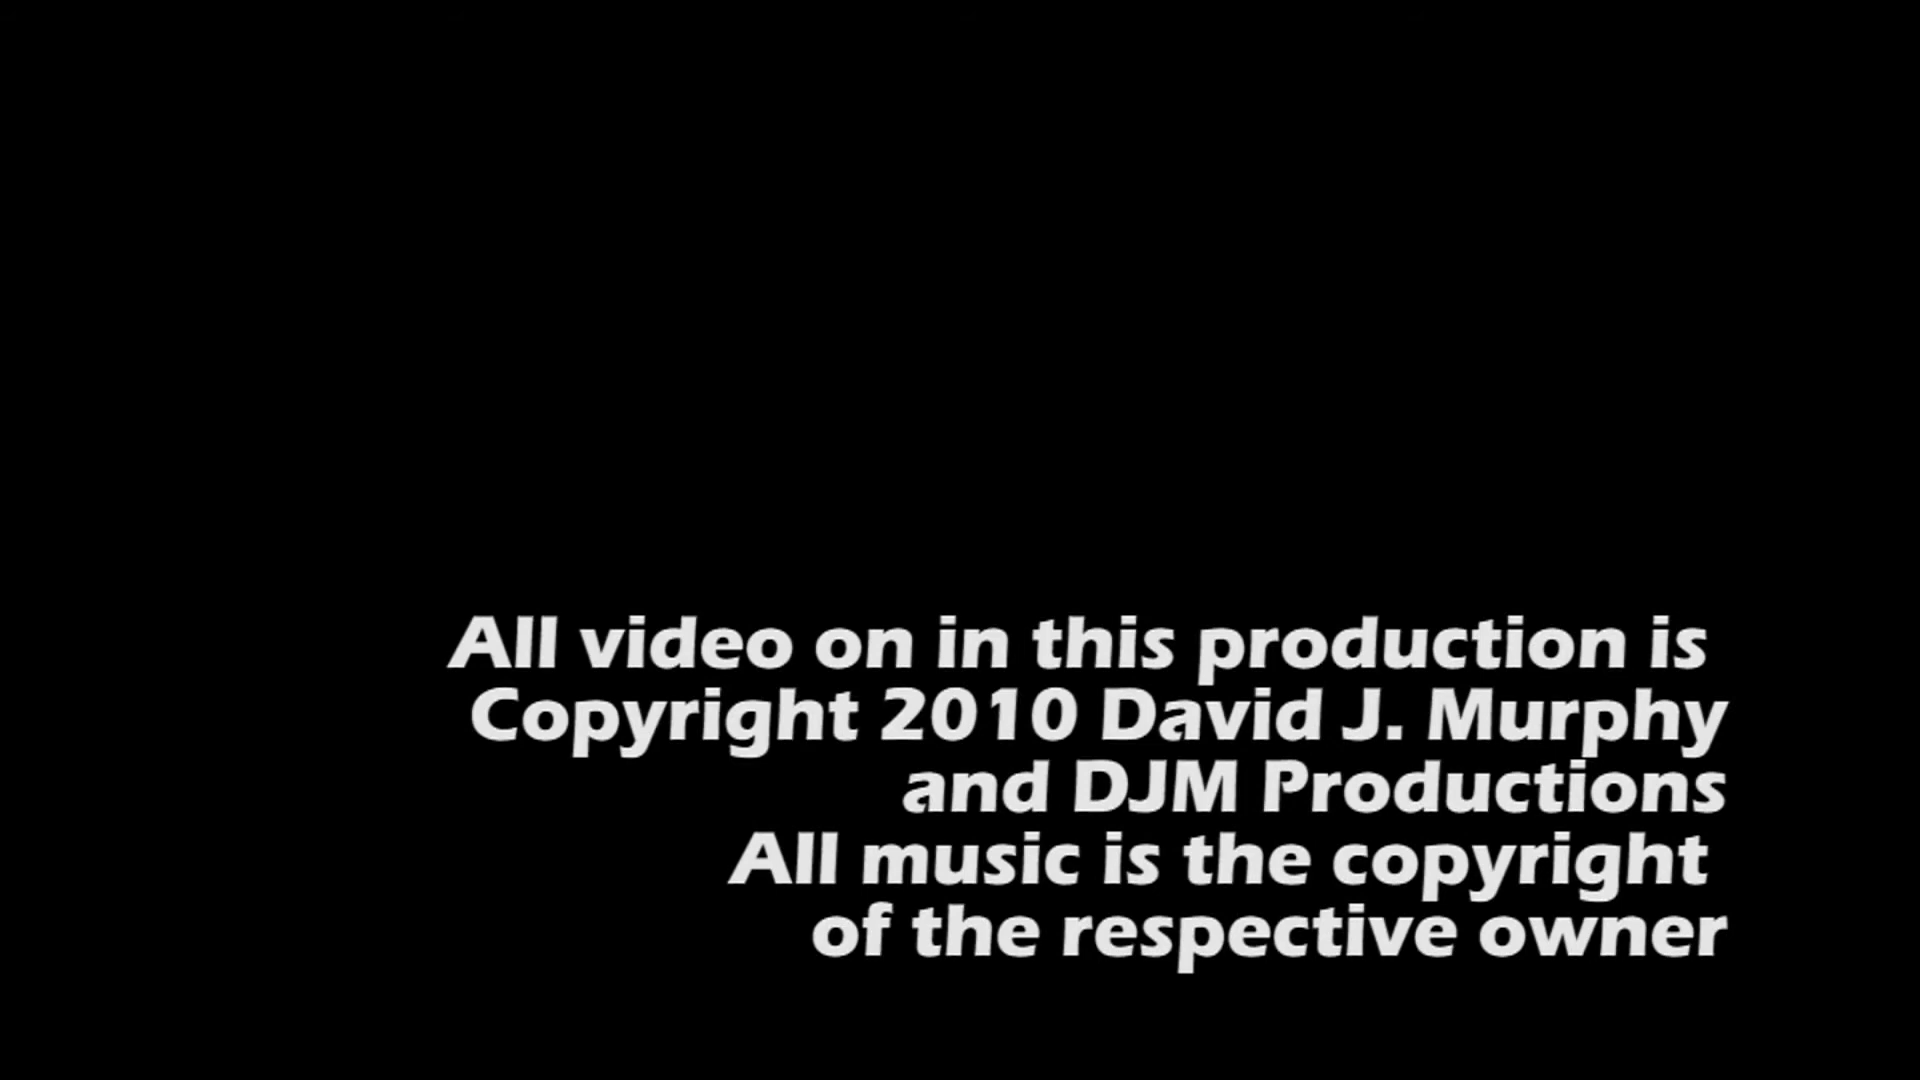 All video on in this production is
Copyright 2010 David J. Murphy
and DJM Productions
All music is the copyright
of the respective owner